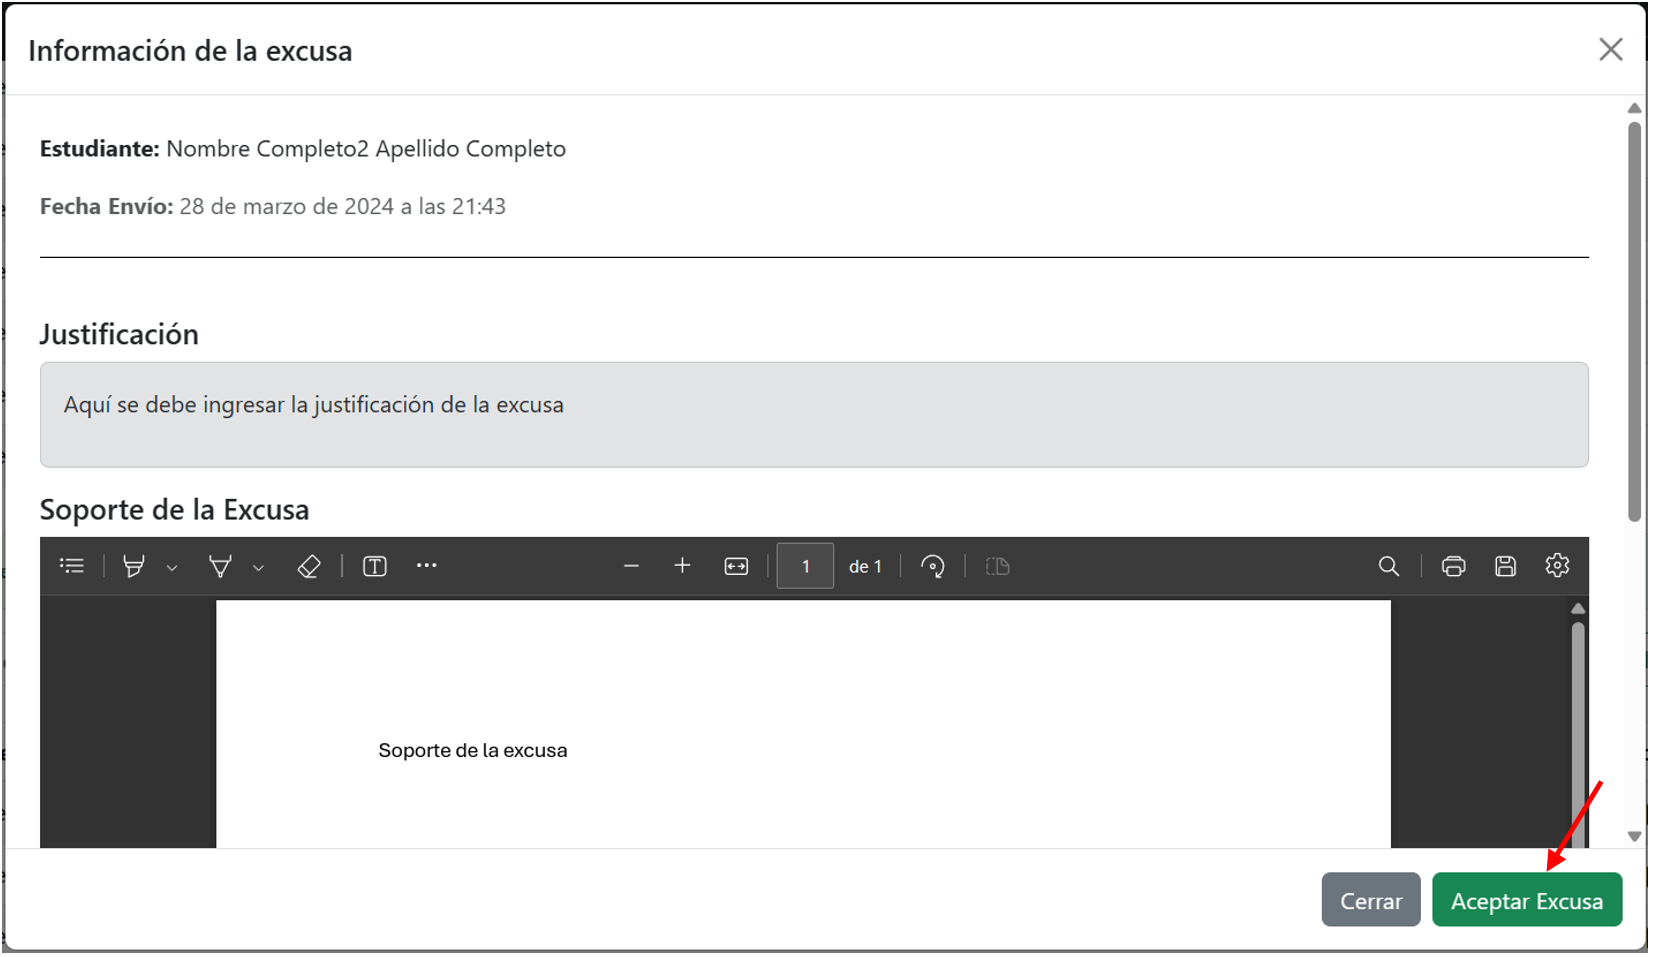 Información de la excusa
Estudiante: Nombre Completo2 Apellido Completo
Fecha Envío: 28 de marzo de 2024 a las 21:43
Justificación
Aquí se debe ingresar la justificación de la excusa
Soporte de la Excusa
1 de 1
Soporte de la excusa
Cerrar Aceptar Excusa